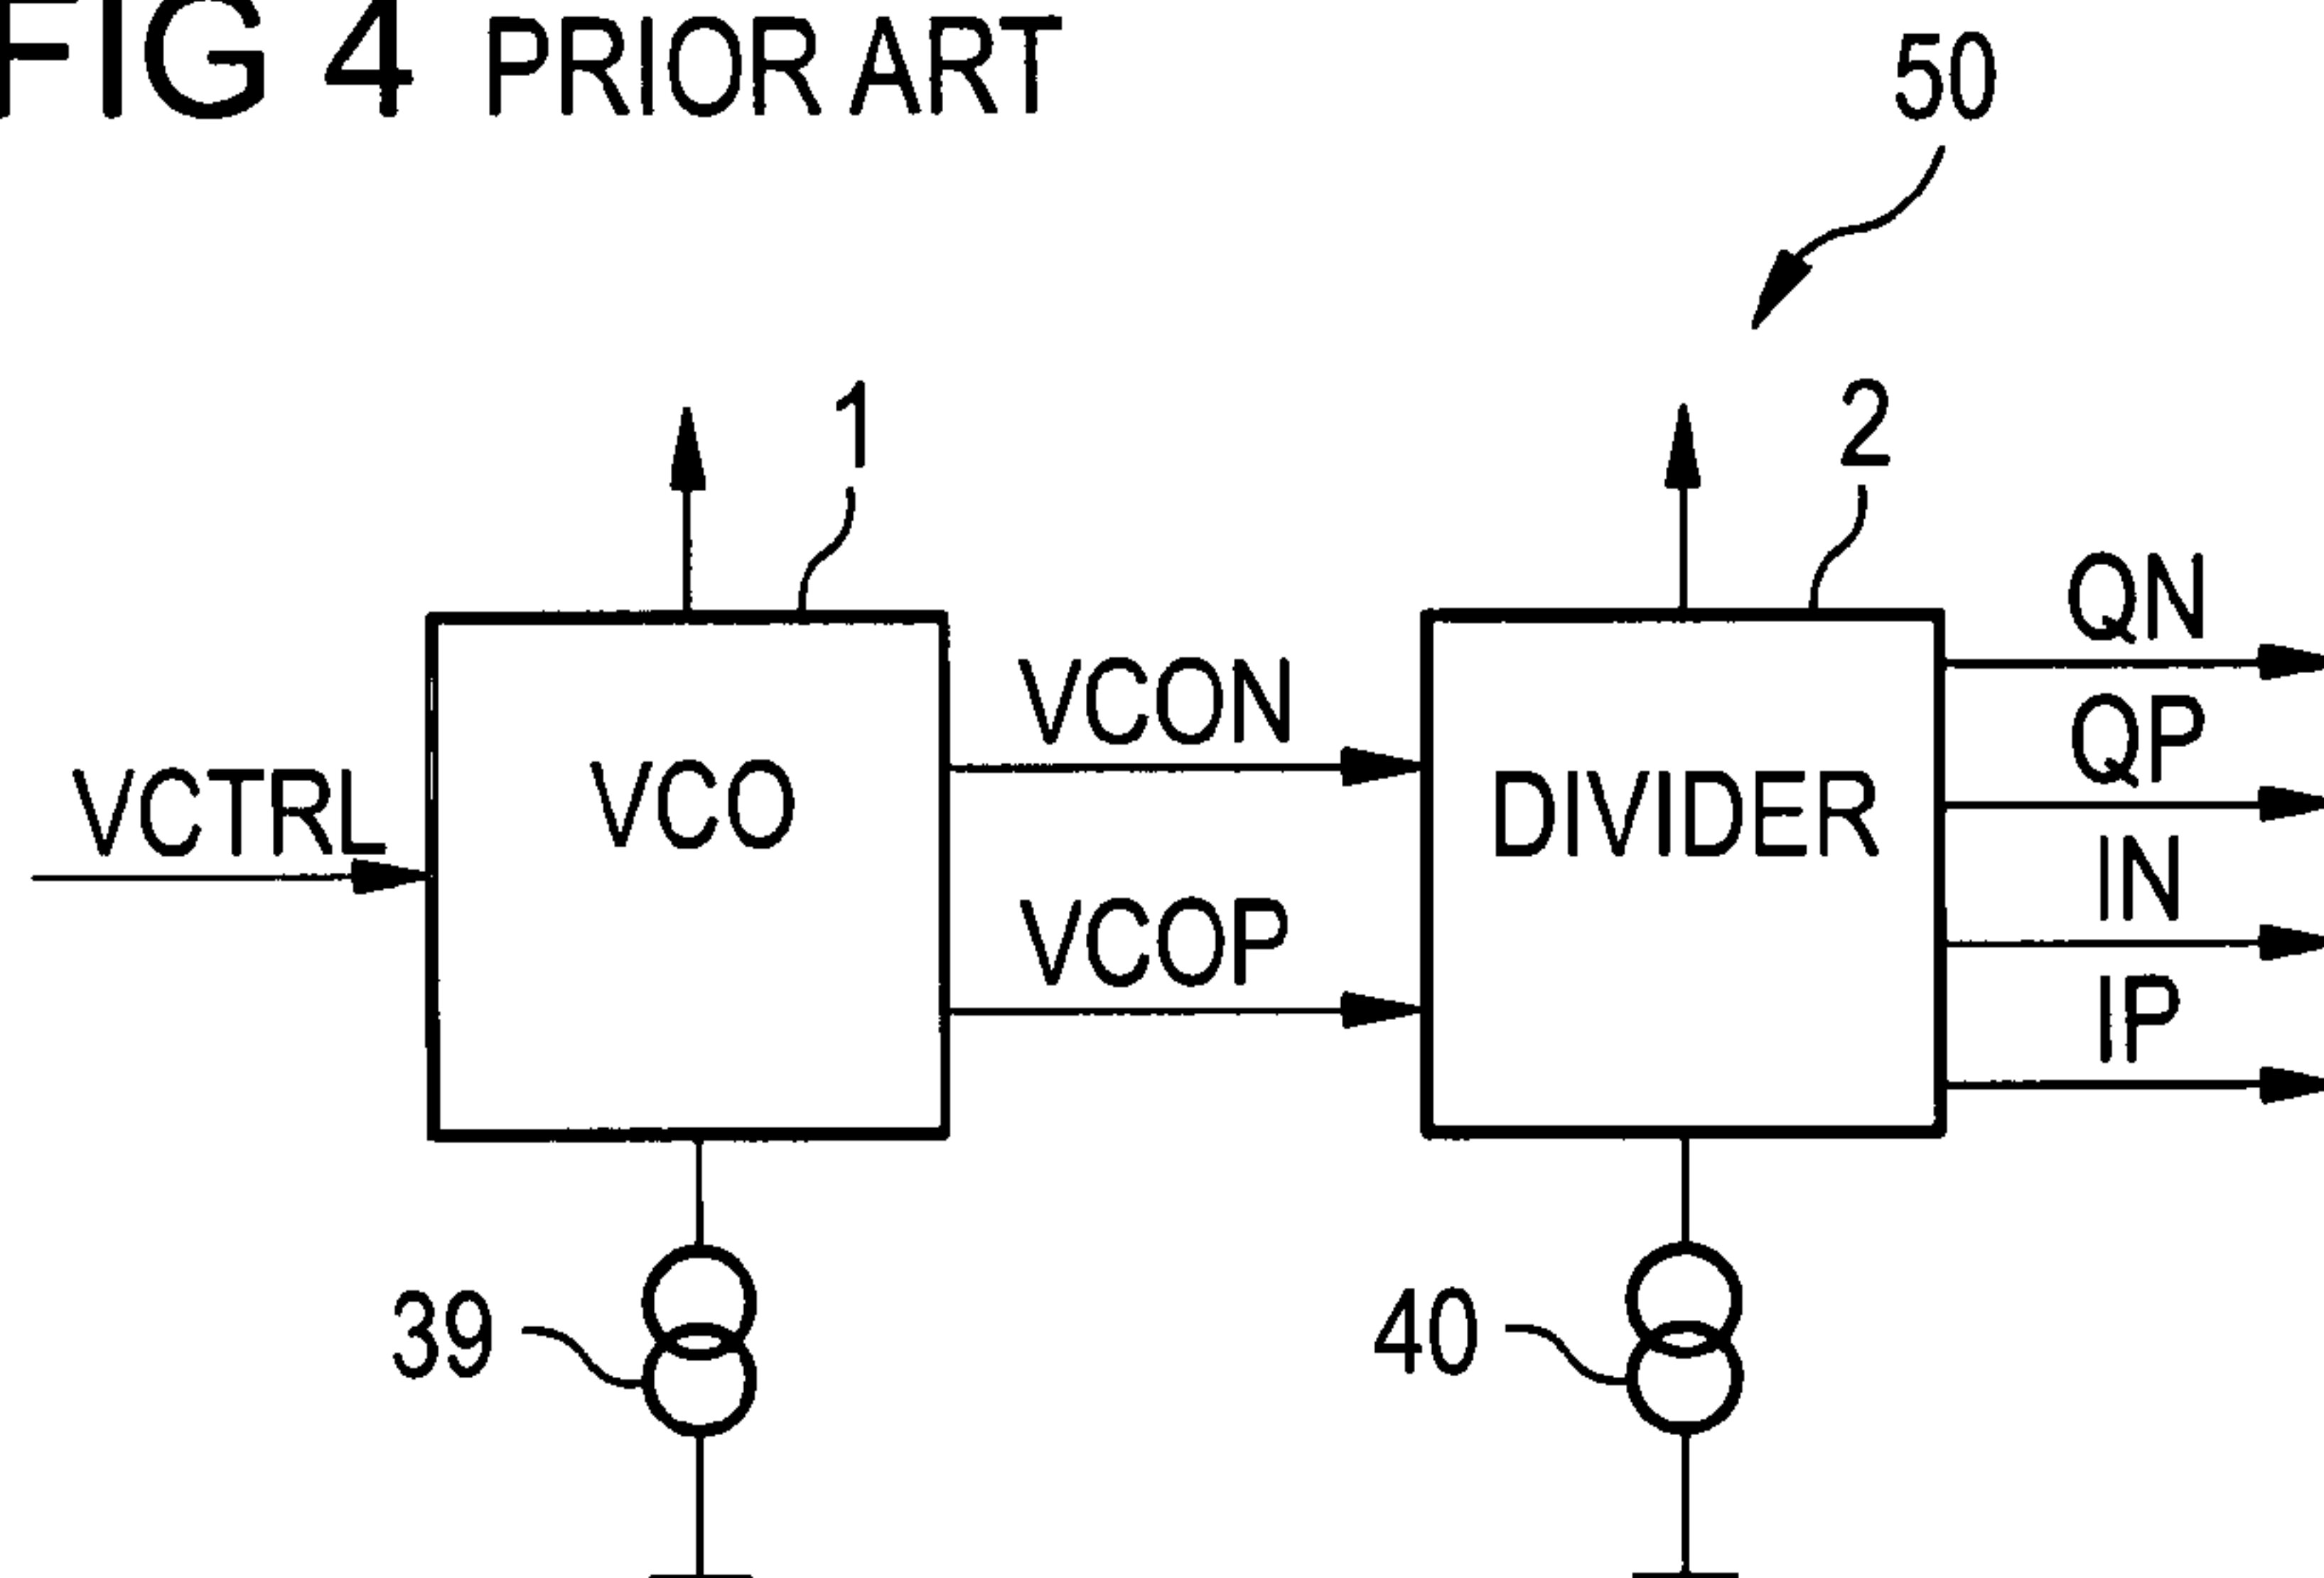 FIG 4 PRIOR ART
50
1
2
QN
VCON
QP
VCTRL
VCO
DIVIDER
IN
VCOP
IP
39
40